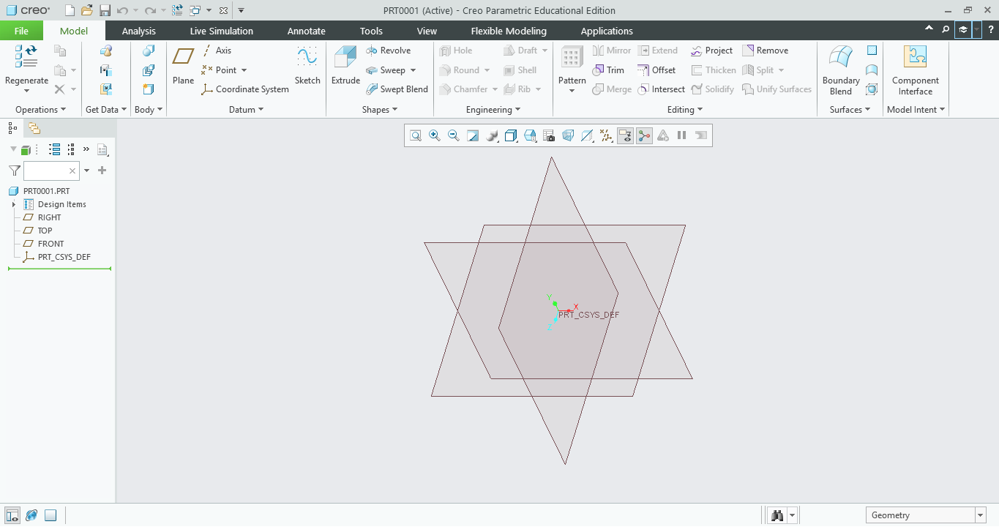 creo PRT0001 (Active) - Creo Parametric Educational Edition
File Model Analysis Live Simulation Annotate Tools View Flexible Modeling Applications ?
Axis Revolve Hole Draft Mirror Extend Project Remove
Regenerate Plane Point Sketch Extrude Sweep Round Shell Pattern Trim Offset Thicken Split Boundary Blend Component Interface
Coordinate System Swept Blend Chamfer Rib Merge Intersect Solidify Unify Surfaces
Operations Get Data Body Datum Shapes Engineering Editing Surfaces Model Intent
PRT0001.PRT
Design Items
RIGHT
TOP
FRONT
PRT_CSYS_DEF
Y
X
PRT_CSYS_DEF
Z
Geometry